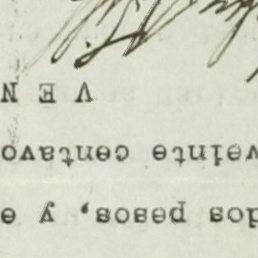 dos pesos, y e
veinte centavo
V E N